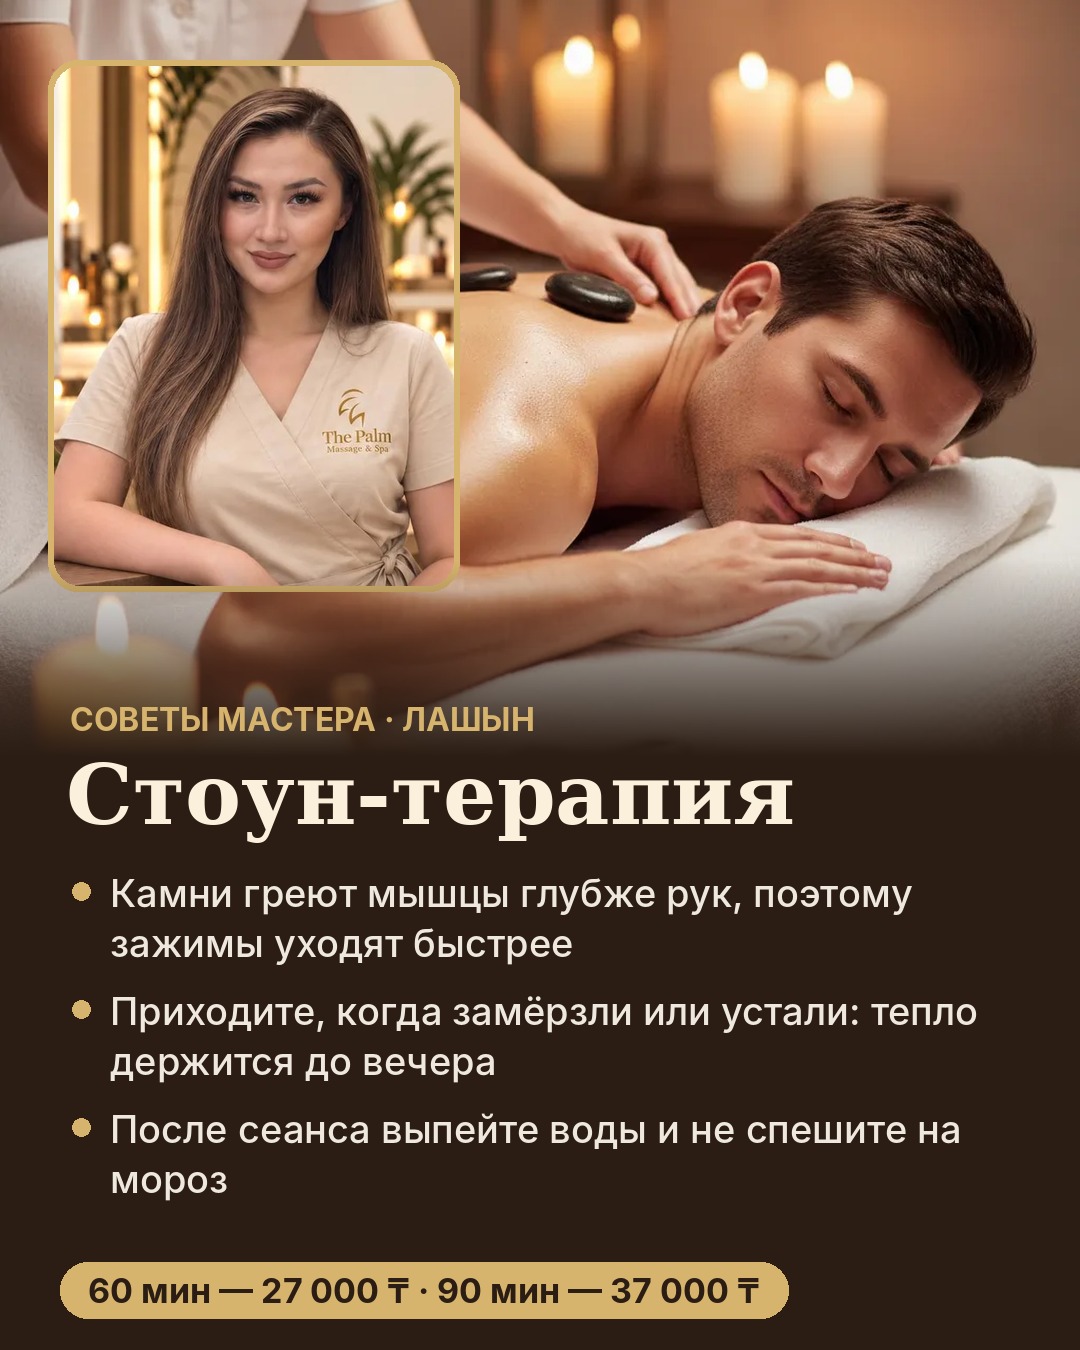 The Palm
Massage & Spa
СОВЕТЫ МАСТЕРА · ЛАШЫН
Стоун-терапия
Камни греют мышцы глубже рук, поэтому
зажимы уходят быстрее
Приходите, когда замёрзли или устали: тепло
держится до вечера
После сеанса выпейте воды и не спешите на
мороз
60 мин — 27 000 ₸ · 90 мин — 37 000 ₸